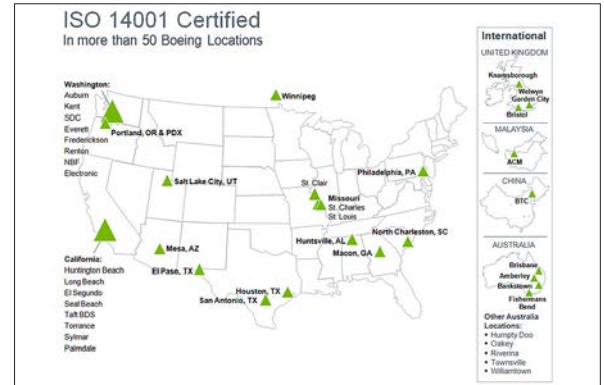 ISO 14001 Certified
In more than 50 Boeing Locations
Washington:
Auburn
Kent
SDC
Everett
Frederickson
Renton
NBF
Electronic
Portland, OR & PDX
Winnipeg
Salt Lake City, UT
St. Clair
Missouri
St. Charles
St. Louis
Philadelphia, PA
North Charleston, SC
Huntsville, AL
Macon, GA
Mesa, AZ
El Paso, TX
Houston, TX
San Antonio, TX
California:
Huntington Beach
Long Beach
El Segundo
Seal Beach
Taft BDS
Torrance
Sylmar
Palmdale
International
UNITED KINGDOM
Knaresborough
Welwyn
Garden City
Bristol
MALAYSIA
ACM
CHINA
BTC
AUSTRALIA
Brisbane
Amberley
Bankstown
Fishermans
Bend
Other Australia
Locations:
• Humpty Doo
• Oakey
• Riverina
• Townsville
• Williamtown